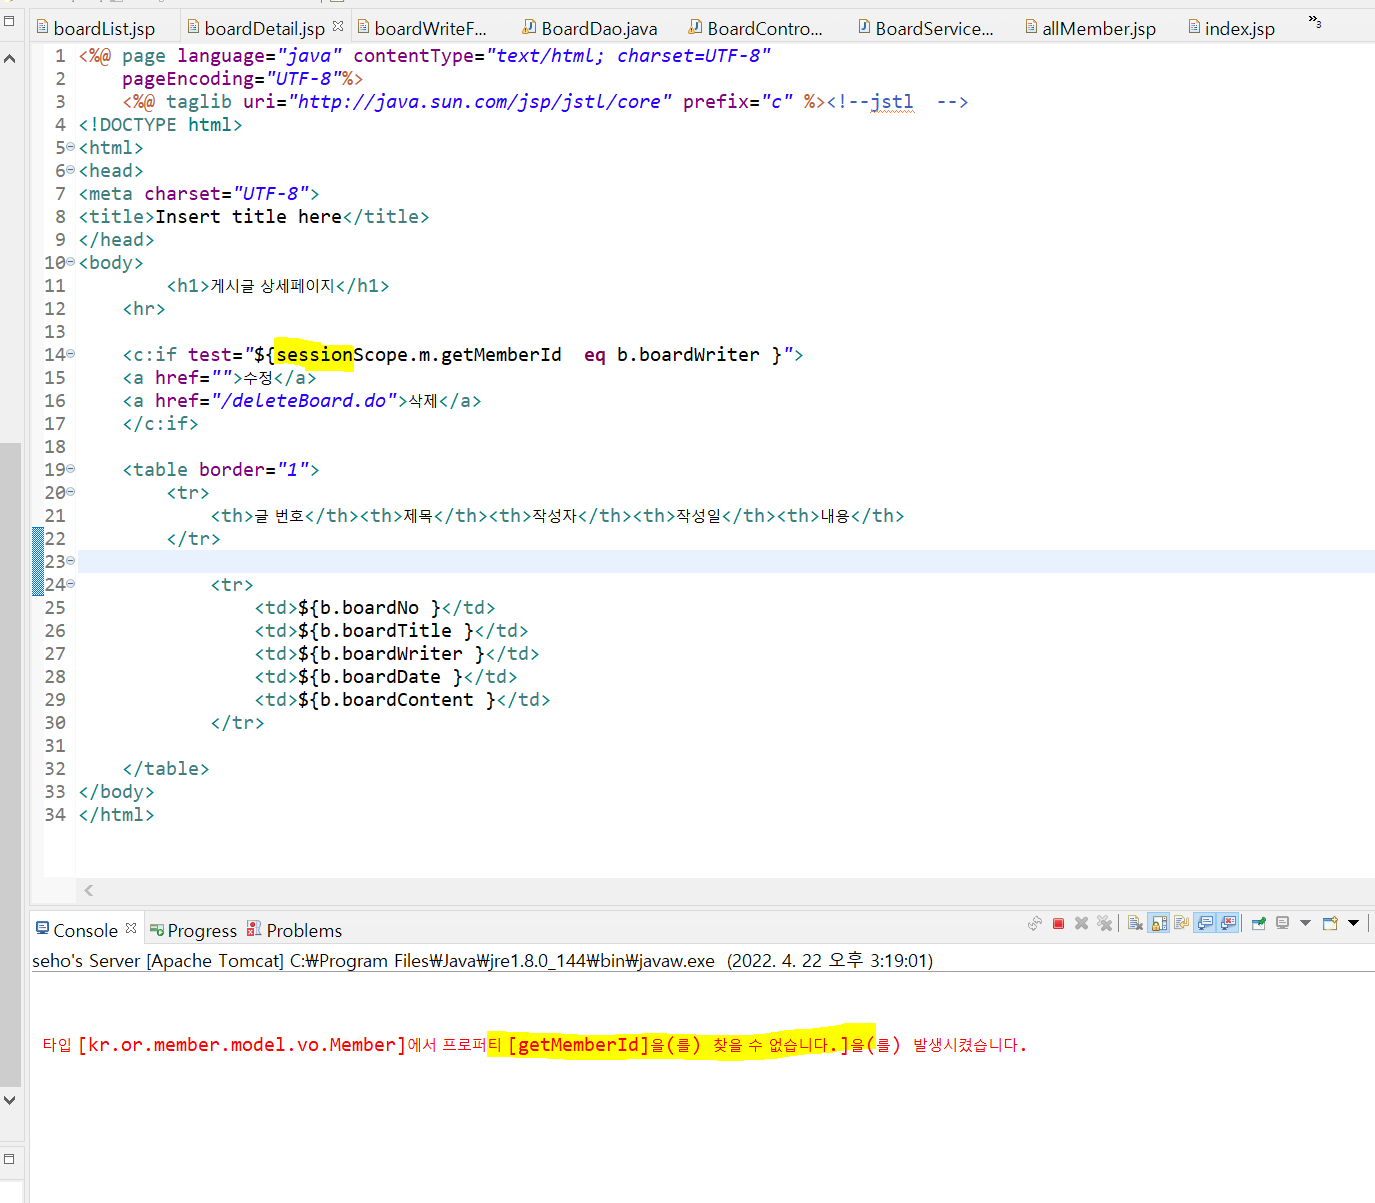 boardList.jsp boardDetail.jsp boardWriteF... BoardDao.java BoardContro... BoardService... allMember.jsp index.jsp »3
1 <%@ page language="java" contentType="text/html; charset=UTF-8"
2 pageEncoding="UTF-8"%>
3 <%@ taglib uri="http://java.sun.com/jsp/jstl/core" prefix="c" %><!--jstl -->
4 <!DOCTYPE html>
5 <html>
6 <head>
7 <meta charset="UTF-8">
8 <title>Insert title here</title>
9 </head>
10 <body>
11 <h1>게시글 상세페이지</h1>
12 <hr>
13
14 <c:if test="${sessionScope.m.getMemberId eq b.boardWriter }">
15 <a href="">수정</a>
16 <a href="/deleteBoard.do">삭제</a>
17 </c:if>
18
19 <table border="1">
20 <tr>
21 <th>글 번호</th><th>제목</th><th>작성자</th><th>작성일</th><th>내용</th>
22 </tr>
23
24 <tr>
25 <td>${b.boardNo }</td>
26 <td>${b.boardTitle }</td>
27 <td>${b.boardWriter }</td>
28 <td>${b.boardDate }</td>
29 <td>${b.boardContent }</td>
30 </tr>
31
32 </table>
33 </body>
34 </html>
Console Progress Problems
seho's Server [Apache Tomcat] C:₩Program Files₩Java₩jre1.8.0_144₩bin₩javaw.exe (2022. 4. 22 오후 3:19:01)
타입 [kr.or.member.model.vo.Member]에서 프로퍼티 [getMemberId]을(를) 찾을 수 없습니다.]을(를) 발생시켰습니다.